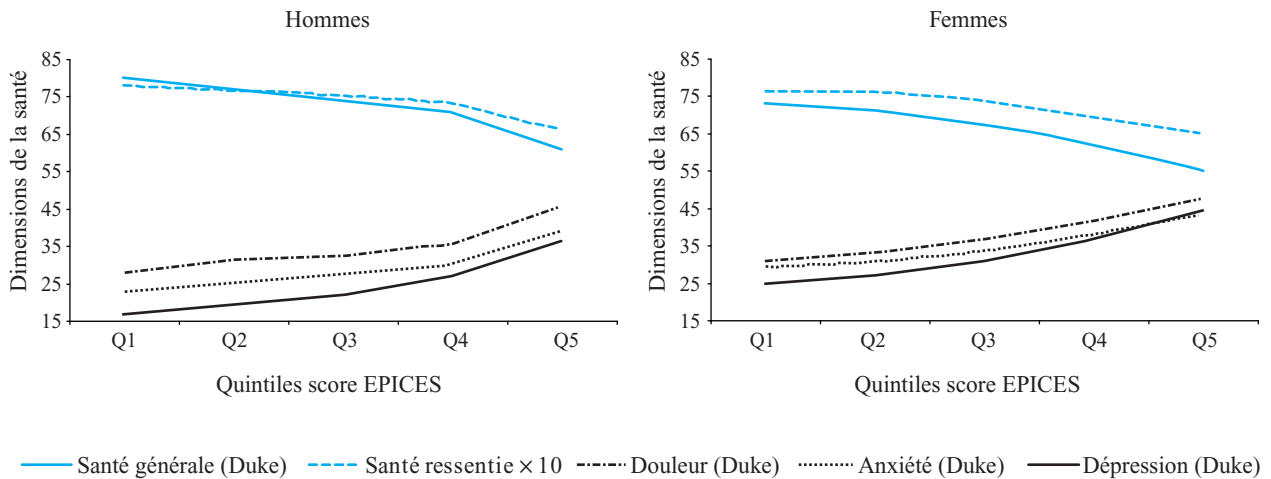 Hommes
Dimensions de la santé
85
75
65
55
45
35
25
15
Q1 Q2 Q3 Q4 Q5
Quintiles score EPICES
Femmes
Dimensions de la santé
85
75
65
55
45
35
25
15
Q1 Q2 Q3 Q4 Q5
Quintiles score EPICES
Santé générale (Duke) Santé ressentie × 10 Douleur (Duke) Anxiété (Duke) Dépression (Duke)